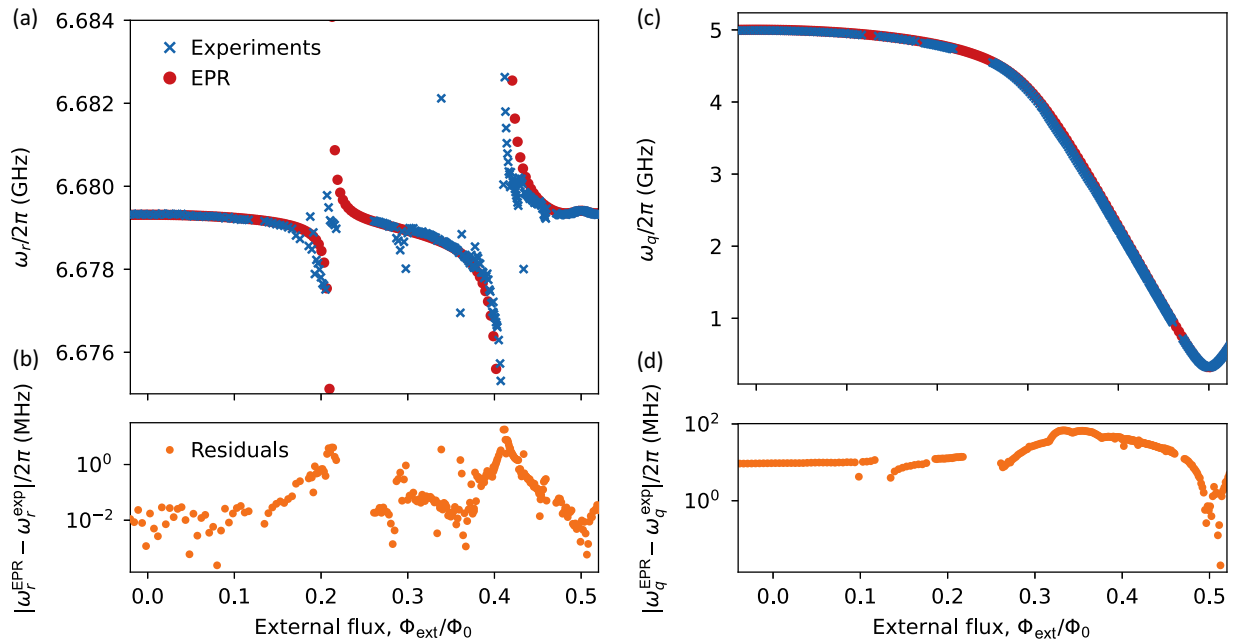 (a)
6.684
6.682
6.680
6.678
6.676
ω_r/2π (GHz)
Experiments
EPR
(b)
10^0
10^−2
|ω_r^EPR − ω_r^exp|/2π (MHz)
Residuals
0.0 0.1 0.2 0.3 0.4 0.5
External flux, Φ_ext/Φ_0
(c)
5
4
3
2
1
ω_q/2π (GHz)
(d)
10^2
10^0
|ω_q^EPR − ω_q^exp|/2π (MHz)
0.0 0.1 0.2 0.3 0.4 0.5
External flux, Φ_ext/Φ_0